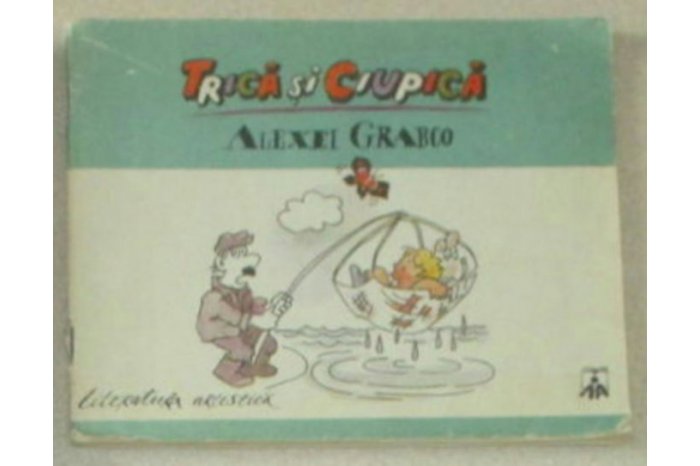 TRICĂ ȘI CIUPICĂ
ALEXEI GRABCO
Literatura artistică